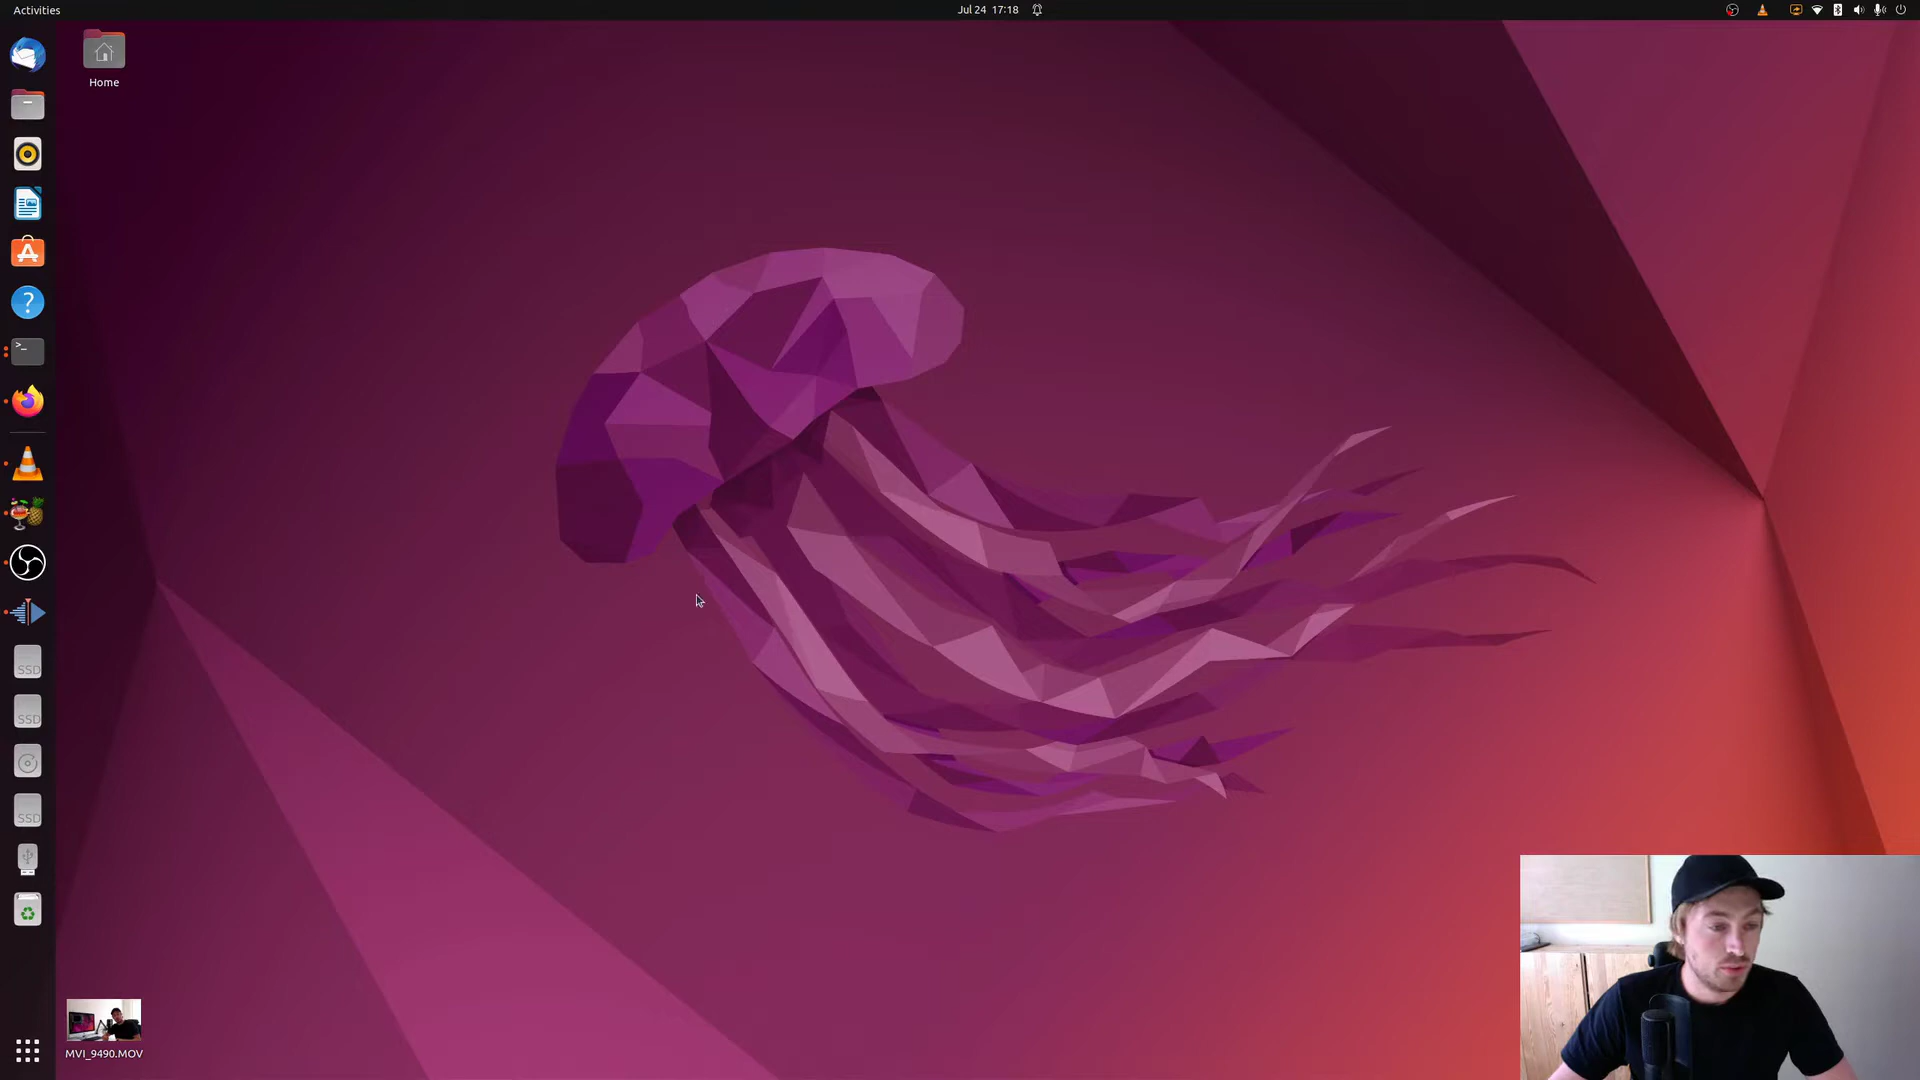 Activities
Jul 24 17:18
Home
>_
?
SSD
SSD
SSD
MVI_9490.MOV